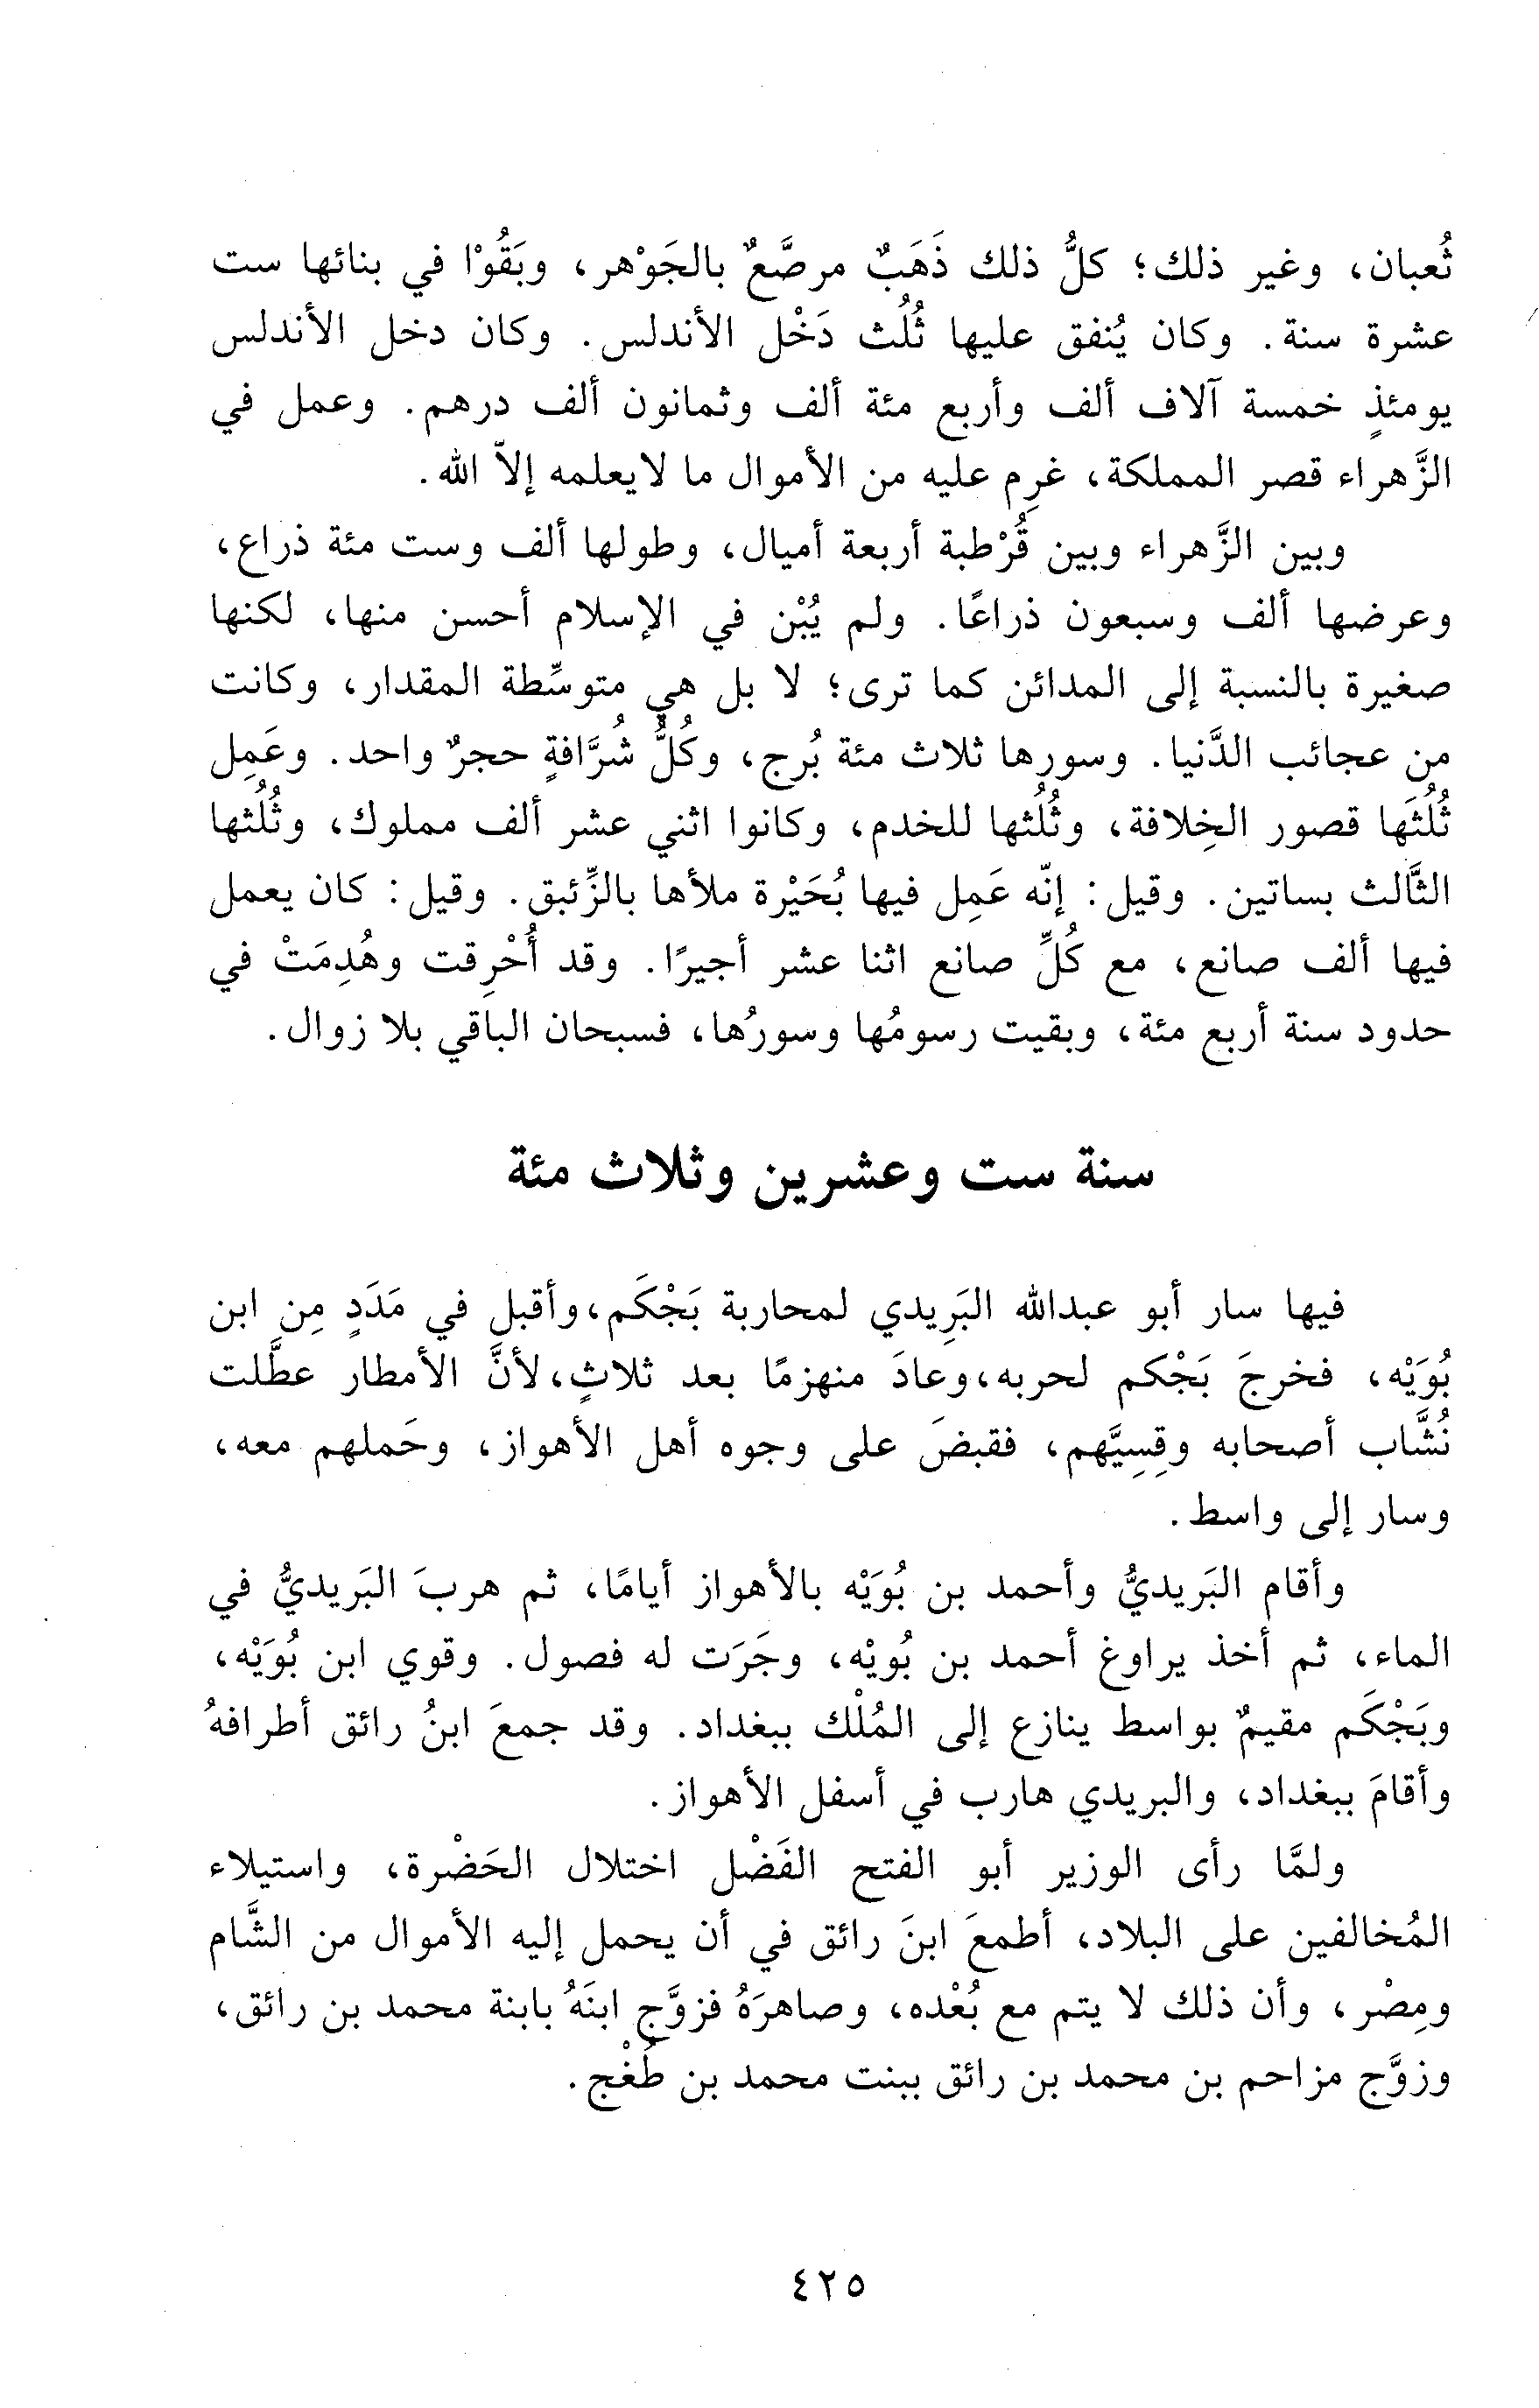 ثُعبان، وغير ذلك؛ كلُّ ذلك ذَهَبٌ مرصَّعٌ بالجَوْهر، وبَقُوْا في بنائها ست
عشرة سنة. وكان يُنفق عليها ثُلُث دَخْل الأندلس. وكان دخل الأندلس
يومئذٍ خمسة آلاف ألف وأربع مئة ألف وثمانون ألف درهم. وعمل في
الزَّهراء قصر المملكة، غرِم عليه من الأموال ما لايعلمه إلاّ الله.
وبين الزَّهراء وبين قُرْطبة أربعة أميال، وطولها ألف وست مئة ذراع،
وعرضها ألف وسبعون ذراعًا. ولم يُبْن في الإسلام أحسن منها، لكنها
صغيرة بالنسبة إلى المدائن كما ترى؛ لا بل هي متوسِّطة المقدار، وكانت
من عجائب الدَّنيا. وسورها ثلاث مئة بُرج، وكُلُّ شُرَّافةٍ حجرٌ واحد. وعَمِل
ثُلُثَها قصور الخِلافة، وثُلُثها للخدم، وكانوا اثني عشر ألف مملوك، وثُلُثها
الثَّالث بساتين. وقيل: إنّه عَمِل فيها بُحَيْرة ملأها بالزِّئبق. وقيل: كان يعمل
فيها ألف صانع، مع كُلِّ صانع اثنا عشر أجيرًا. وقد أُحْرِقت وهُدِمَتْ في
حدود سنة أربع مئة، وبقيت رسومُها وسورُها، فسبحان الباقي بلا زوال.
سنة ست وعشرين وثلاث مئة
فيها سار أبو عبدالله البَرِيدي لمحاربة بَجْكَم،وأقبل في مَدَدٍ مِن ابن
بُوَيْه، فخرجَ بَجْكم لحربه،وعادَ منهزمًا بعد ثلاثٍ،لأنَّ الأمطار عطَّلت
نُشَّاب أصحابه وقِسِيَّهم، فقبضَ على وجوه أهل الأهواز، وحَملهم معه،
وسار إلى واسط.
وأقام البَريديُّ وأحمد بن بُوَيْه بالأهواز أيامًا، ثم هربَ البَريديُّ في
الماء، ثم أخذ يراوغ أحمد بن بُويْه، وجَرَت له فصول. وقوي ابن بُوَيْه،
وبَجْكَم مقيمٌ بواسط ينازع إلى المُلْك ببغداد. وقد جمعَ ابنُ رائق أطرافهُ
وأقامَ ببغداد، والبريدي هارب في أسفل الأهواز.
ولمَّا رأى الوزير أبو الفتح الفَضْل اختلال الحَضْرة، واستيلاء
المُخالفين على البلاد، أطمعَ ابنَ رائق في أن يحمل إليه الأموال من الشَّام
ومِصْر، وأن ذلك لا يتم مع بُعْده، وصاهرَهُ فزوَّج ابنَهُ بابنة محمد بن رائق،
وزوَّج مزاحم بن محمد بن رائق ببنت محمد بن طُغْج.
٤٢٥